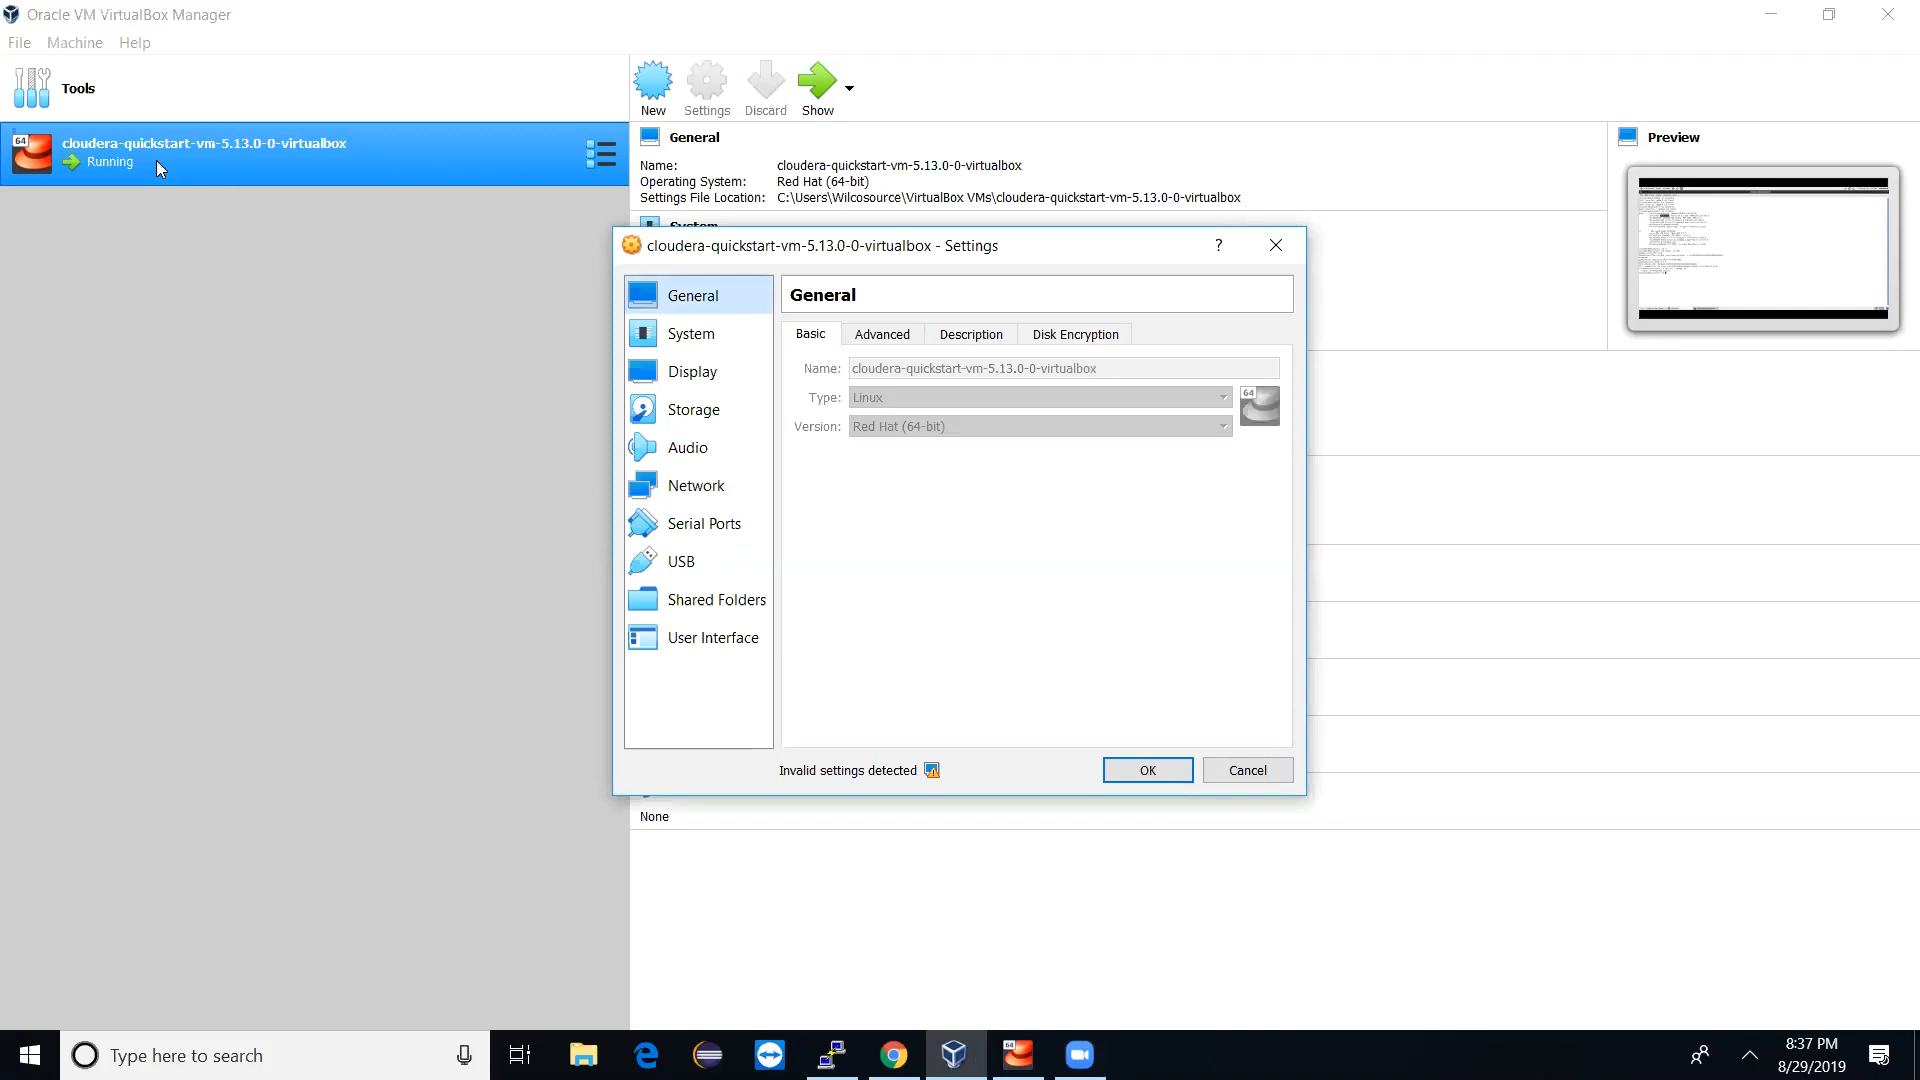 Oracle VM VirtualBox Manager
File Machine Help
Tools
New Settings Discard Show
64
cloudera-quickstart-vm-5.13.0-0-virtualbox
Running
General
Name: cloudera-quickstart-vm-5.13.0-0-virtualbox
Operating System: Red Hat (64-bit)
Settings File Location: C:\Users\Wilcosource\VirtualBox VMs\cloudera-quickstart-vm-5.13.0-0-virtualbox
Preview
System
cloudera-quickstart-vm-5.13.0-0-virtualbox - Settings
?
General
System
Display
Storage
Audio
Network
Serial Ports
USB
Shared Folders
User Interface
General
Basic Advanced Description Disk Encryption
Name: cloudera-quickstart-vm-5.13.0-0-virtualbox
Type: Linux
64
Version: Red Hat (64-bit)
Invalid settings detected
OK Cancel
None
Type here to search
64
8:37 PM
8/29/2019